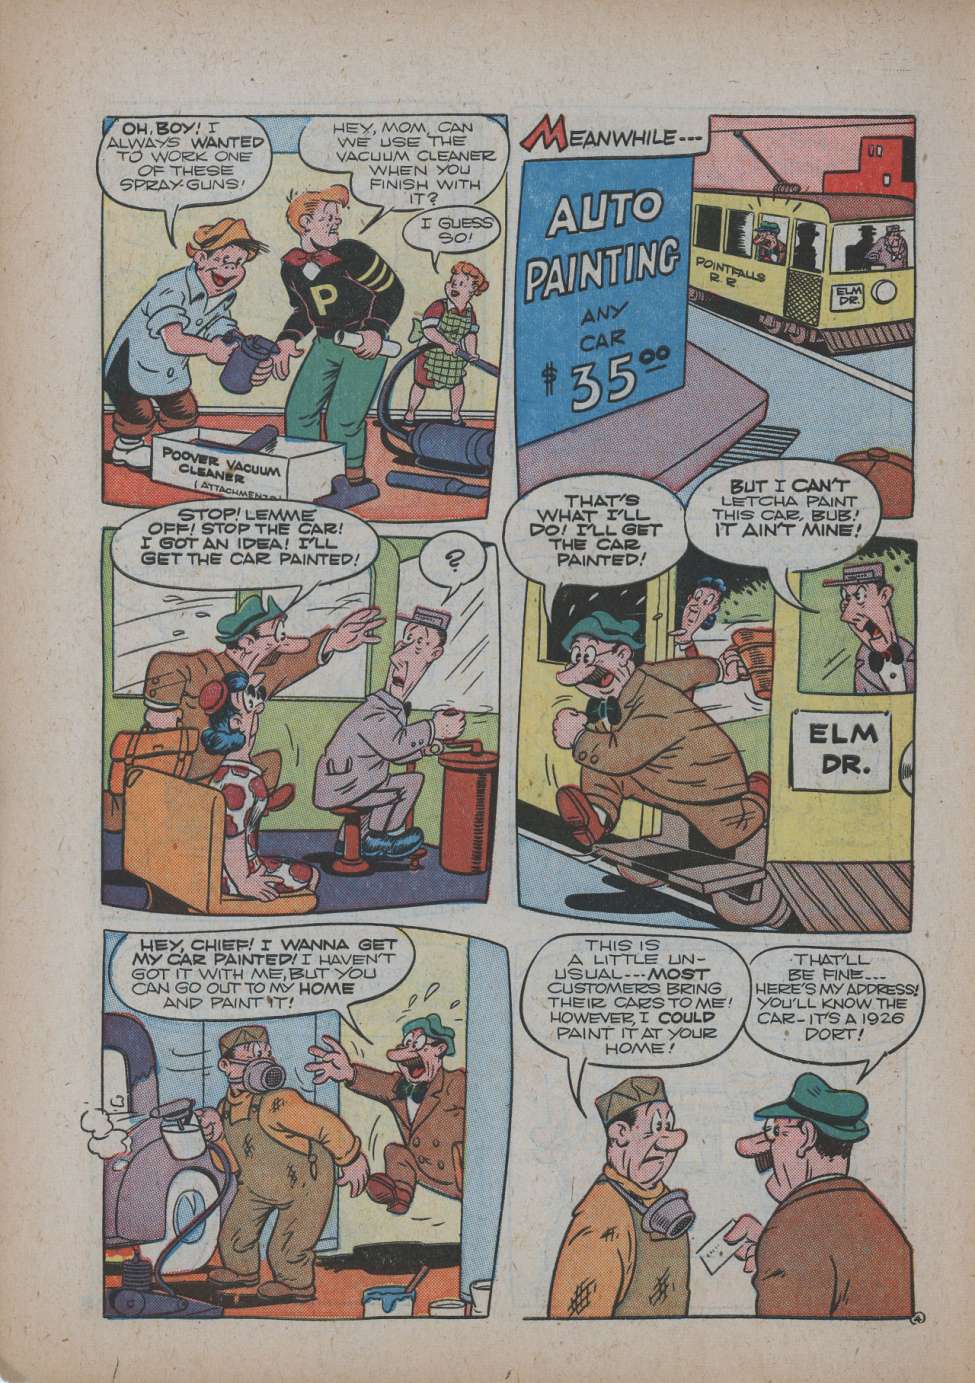 OH, BOY! I
ALWAYS WANTED
TO WORK ONE
OF THESE
SPRAY-GUNS!
HEY, MOM, CAN
WE USE THE
VACUUM CLEANER
WHEN YOU
FINISH WITH
IT?
I GUESS
SO!
P
POOVER VACUUM
CLEANER
(ATTACHMENTS)
MEANWHILE---
AUTO
PAINTING
ANY
CAR
$35.00
POINTFALLS
R.R.
ELM
DR.
STOP! LEMME
OFF! STOP THE CAR!
I GOT AN IDEA! I'LL
GET THE CAR PAINTED!
?
THAT'S
WHAT I'LL
DO! I'LL GET
THE CAR
PAINTED!
BUT I CAN'T
LETCHA PAINT
THIS CAR, BUB!
IT AIN'T MINE!
ELM
DR.
HEY, CHIEF! I WANNA GET
MY CAR PAINTED! I HAVEN'T
GOT IT WITH ME, BUT YOU
CAN GO OUT TO MY HOME
AND PAINT IT!
THIS IS
A LITTLE UN-
USUAL---MOST
CUSTOMERS BRING
THEIR CARS TO ME!
HOWEVER, I COULD
PAINT IT AT YOUR
HOME!
THAT'LL
BE FINE---
HERE'S MY ADDRESS!
YOU'LL KNOW THE
CAR-IT'S A 1926
DORT!
4